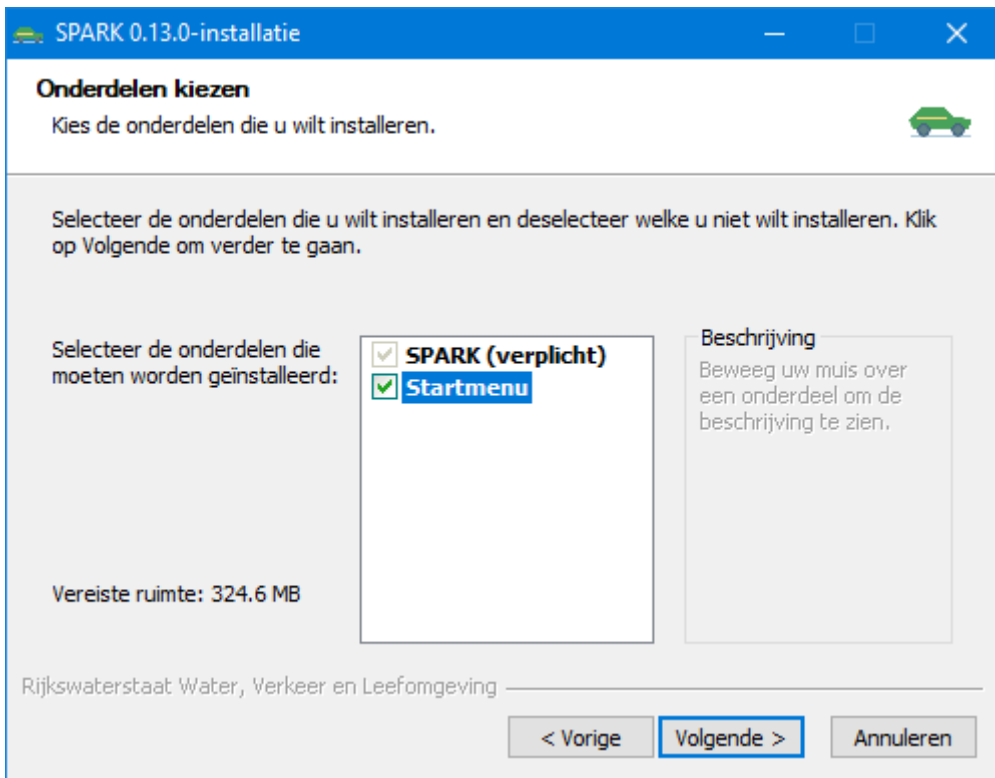 SPARK 0.13.0-installatie
Onderdelen kiezen
Kies de onderdelen die u wilt installeren.
Selecteer de onderdelen die u wilt installeren en deselecteer welke u niet wilt installeren. Klik
op Volgende om verder te gaan.
Selecteer de onderdelen die
moeten worden geïnstalleerd:
SPARK (verplicht)
Startmenu
Beschrijving
Beweeg uw muis over
een onderdeel om de
beschrijving te zien.
Vereiste ruimte: 324.6 MB
Rijkswaterstaat Water, Verkeer en Leefomgeving
< Vorige
Volgende >
Annuleren